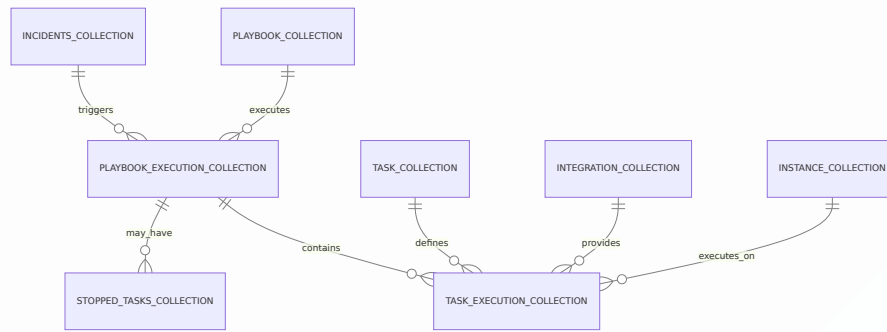 INCIDENTS_COLLECTION
PLAYBOOK_COLLECTION
triggers
executes
PLAYBOOK_EXECUTION_COLLECTION
TASK_COLLECTION
INTEGRATION_COLLECTION
INSTANCE_COLLECTION
may_have
contains
defines
provides
executes_on
STOPPED_TASKS_COLLECTION
TASK_EXECUTION_COLLECTION